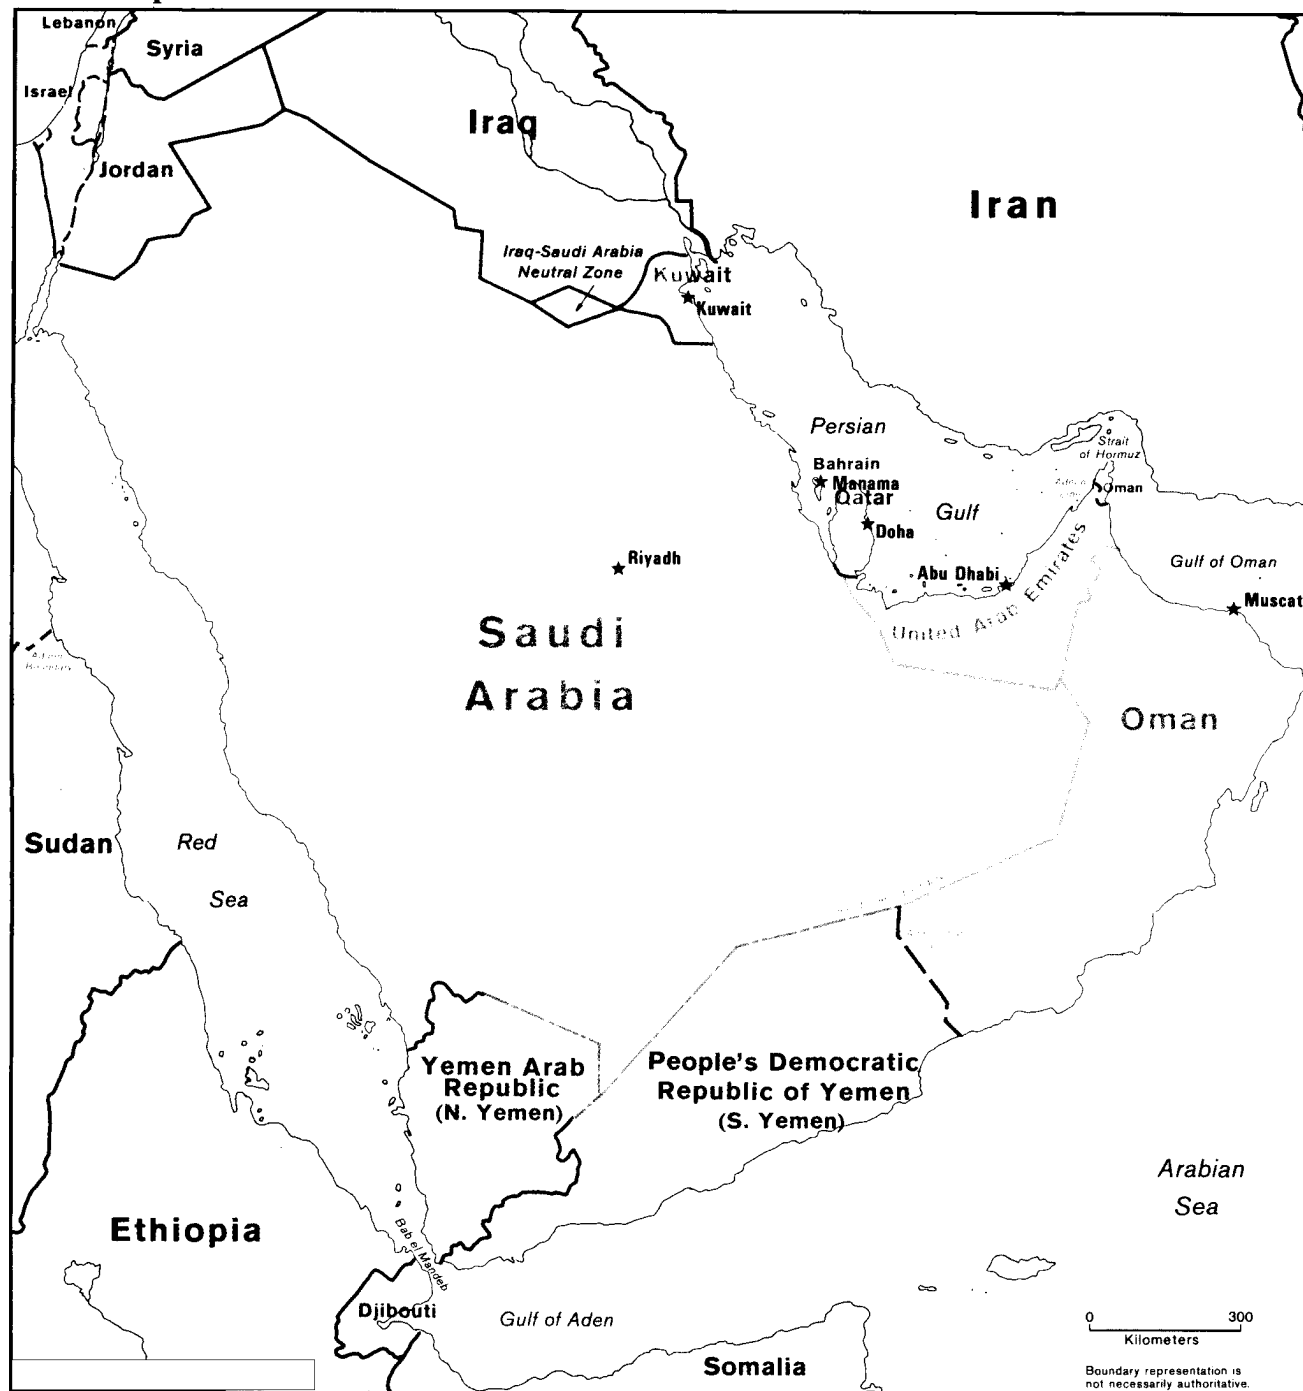 Lebanon
Syria
Israel
Iraq
Jordan
Iran
Iraq-Saudi Arabia
Neutral Zone
Kuwait
Kuwait
Persian
Strait
of Hormuz
Bahrain
Manama
Qatar
Oman
Gulf
Doha
Riyadh
Abu Dhabi
Gulf of Oman
United Arab Emirates
Muscat
Saudi
Arabia
Oman
Sudan
Red
Sea
Yemen Arab
Republic
(N. Yemen)
People's Democratic
Republic of Yemen
(S. Yemen)
Arabian
Sea
Ethiopia
Bab el Mandeb
Djibouti
Gulf of Aden
Somalia
0 300
Kilometers
Boundary representation is
not necessarily authoritative.